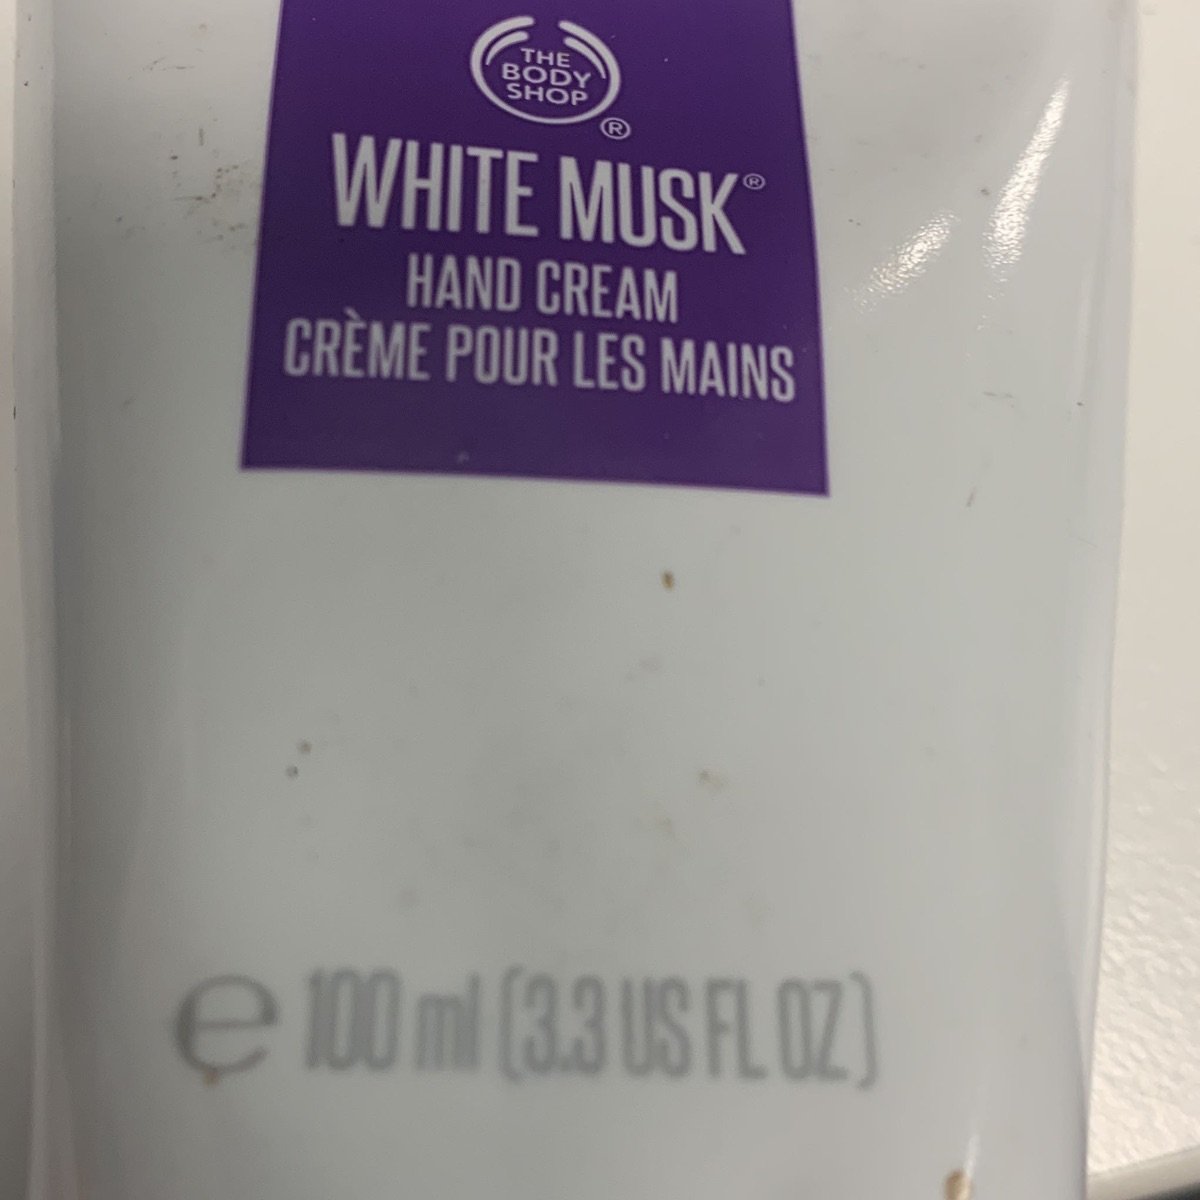 THE
BODY
SHOP®
WHITE MUSK®
HAND CREAM
CRÈME POUR LES MAINS
e 100 ml (3.3 US FL OZ)